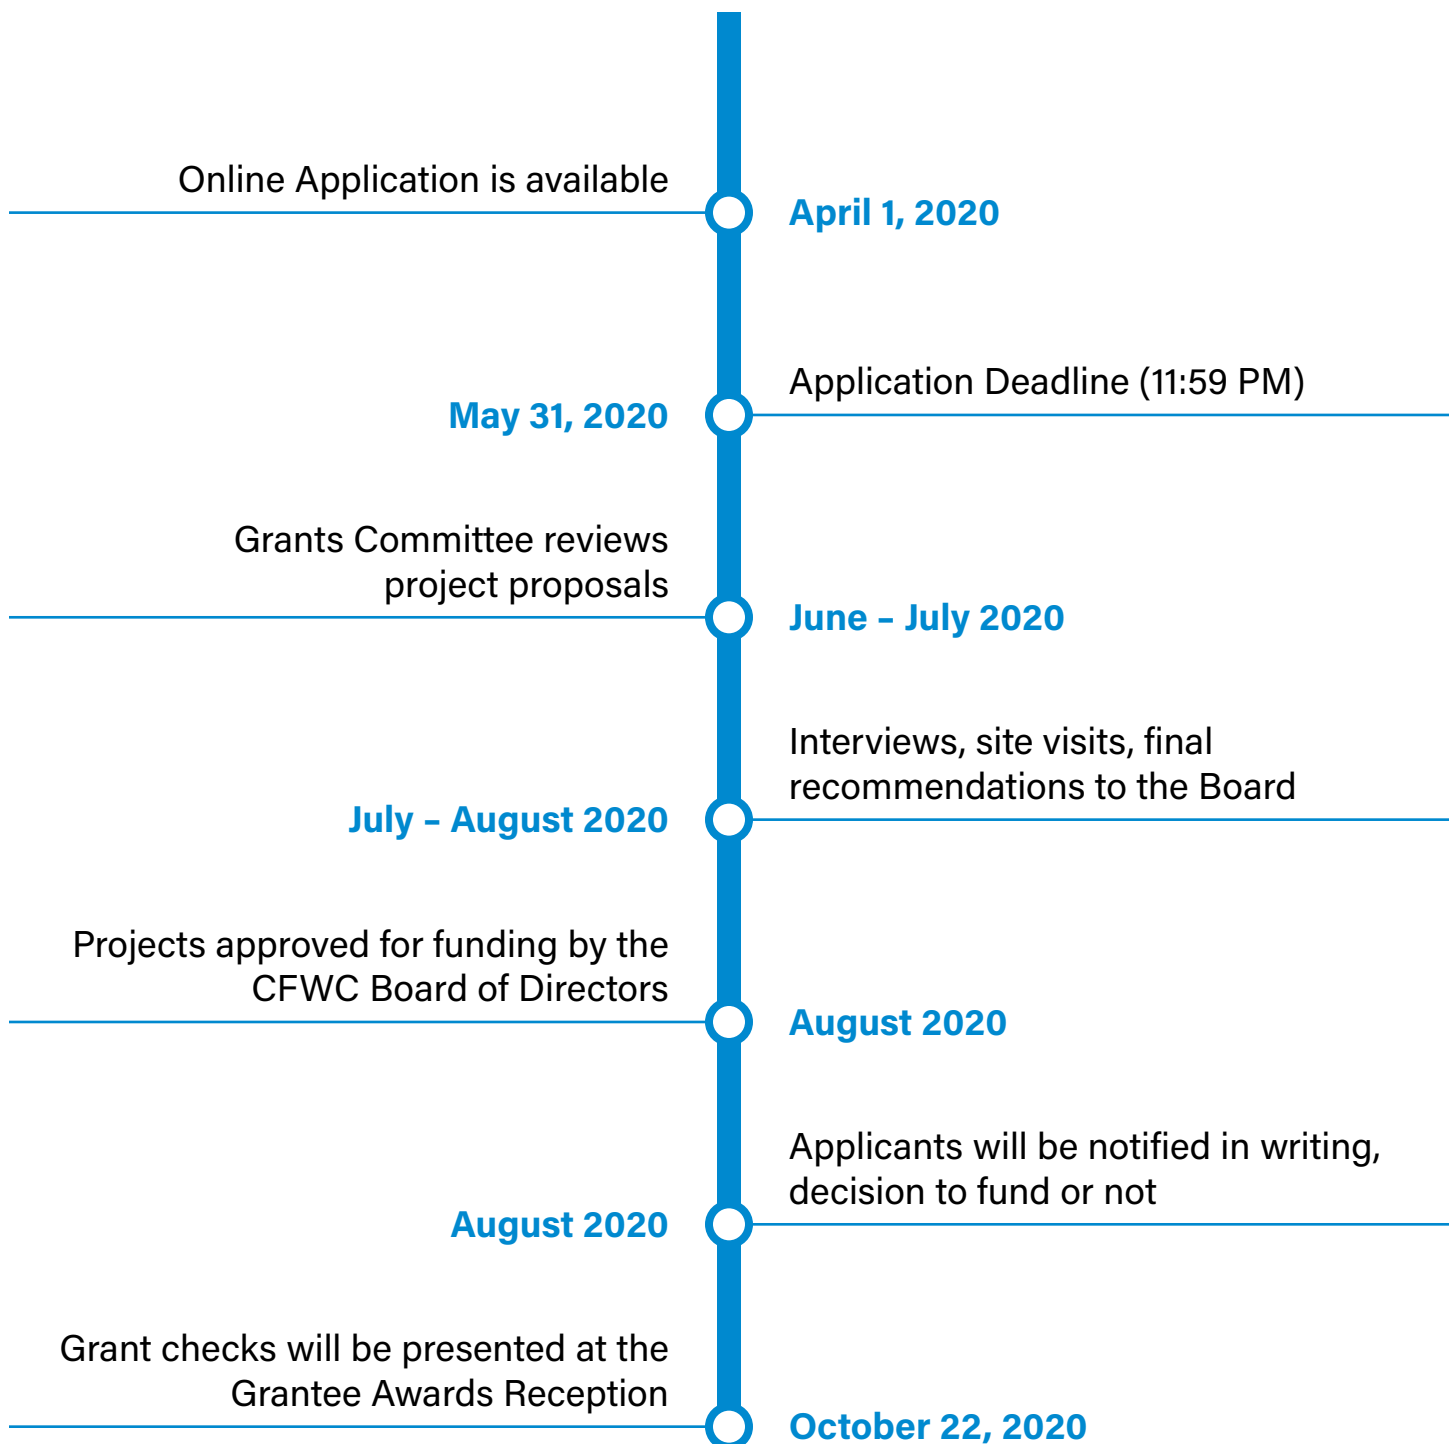 Online Application is available
April 1, 2020
Application Deadline (11:59 PM)
May 31, 2020
Grants Committee reviews
project proposals
June – July 2020
Interviews, site visits, final
recommendations to the Board
July – August 2020
Projects approved for funding by the
CFWC Board of Directors
August 2020
Applicants will be notified in writing,
decision to fund or not
August 2020
Grant checks will be presented at the
Grantee Awards Reception
October 22, 2020